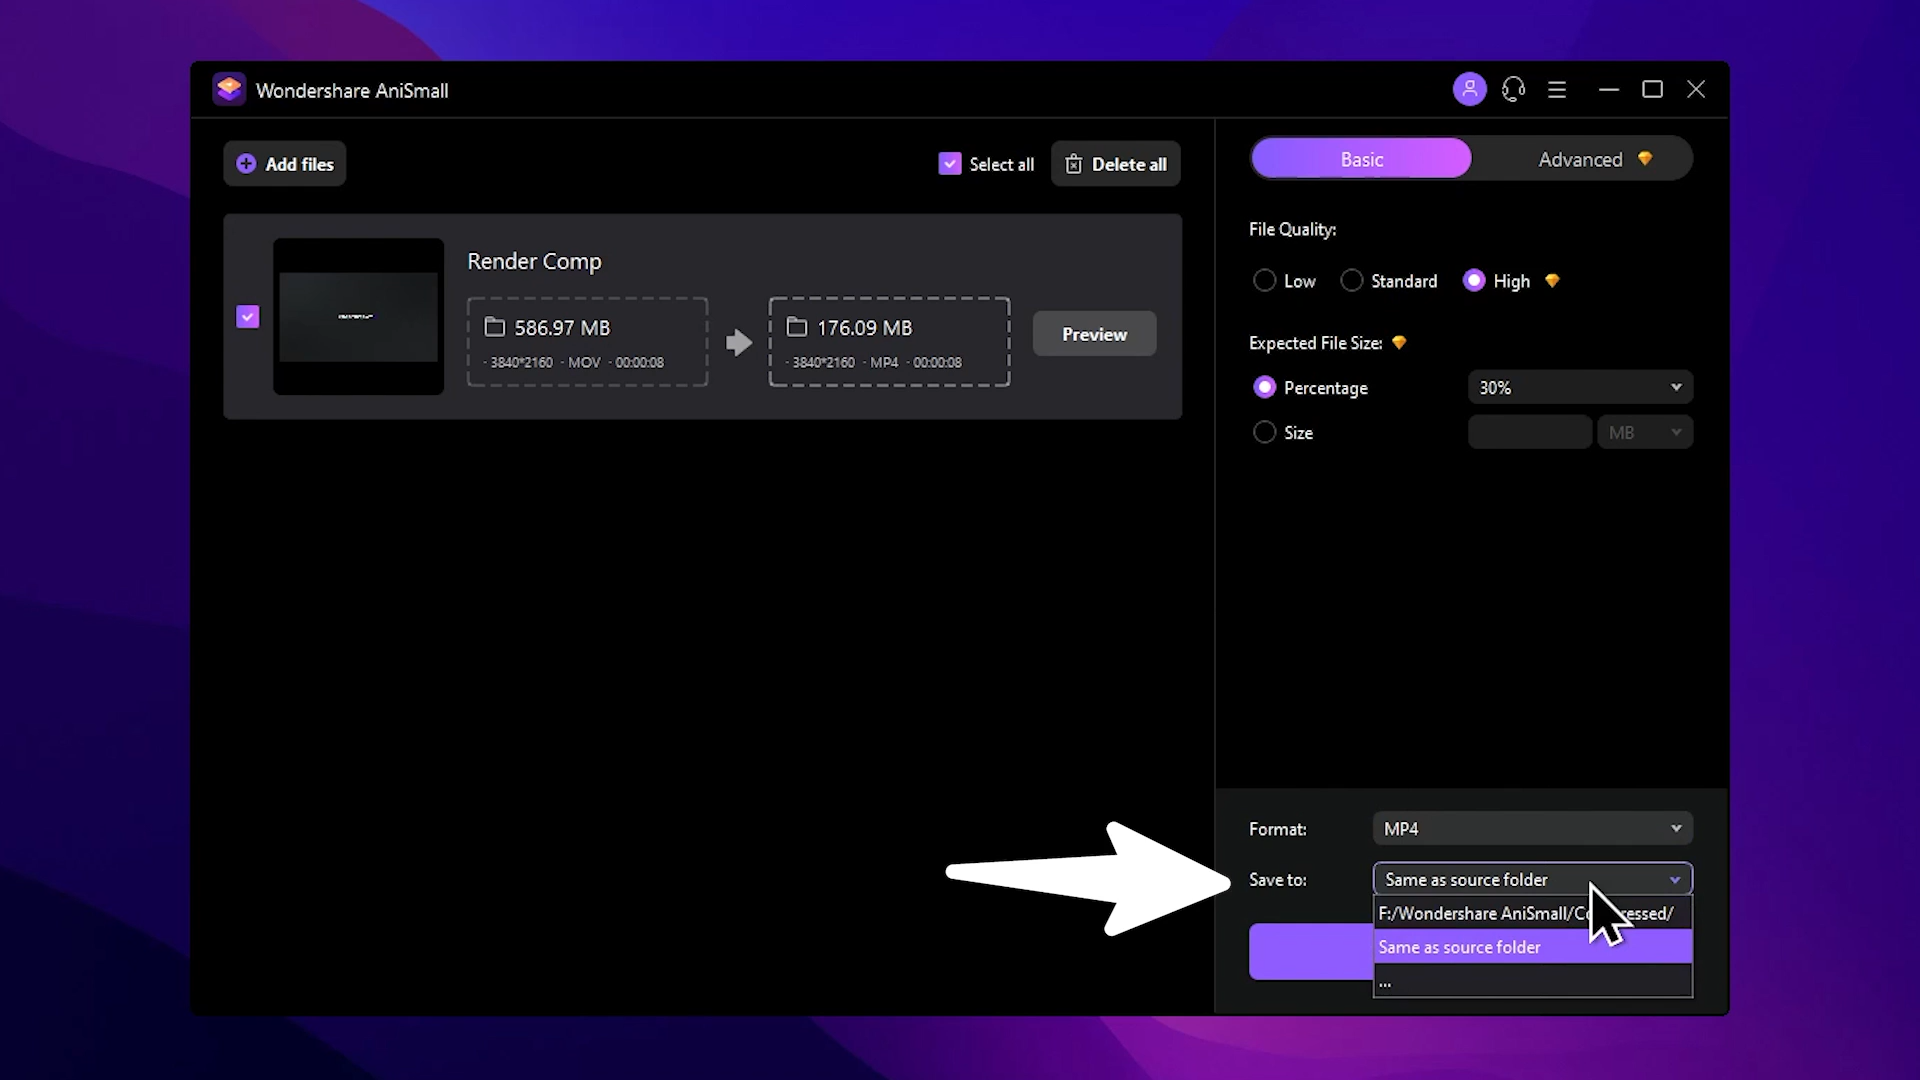 Wondershare AniSmall
Add files
Select all
Delete all
Render Comp
586.97 MB
- 3840*2160 - MOV - 00:00:08
176.09 MB
- 3840*2160 - MP4 - 00:00:08
Preview
Basic
Advanced
File Quality:
Low
Standard
High
Expected File Size:
Percentage
30%
Size
MB
Format:
MP4
Save to:
Same as source folder
F:/Wondershare AniSmall/
Same as source folder
...